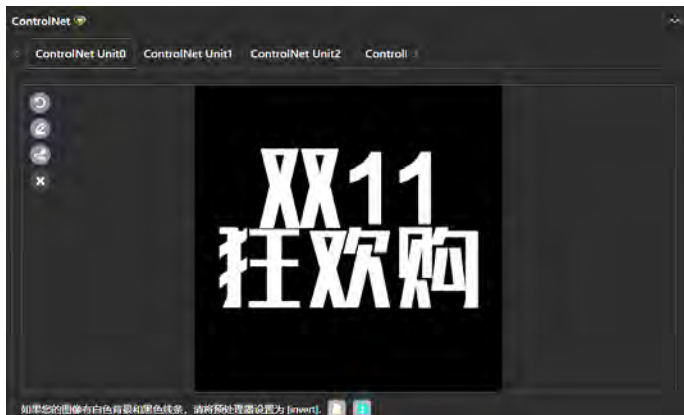 ControlNet
ControlNet Unit0 ControlNet Unit1 ControlNet Unit2 Control
双11
狂欢购
如果您的图像有白色背景和黑色线条，请将预处理器设置为 [invert].